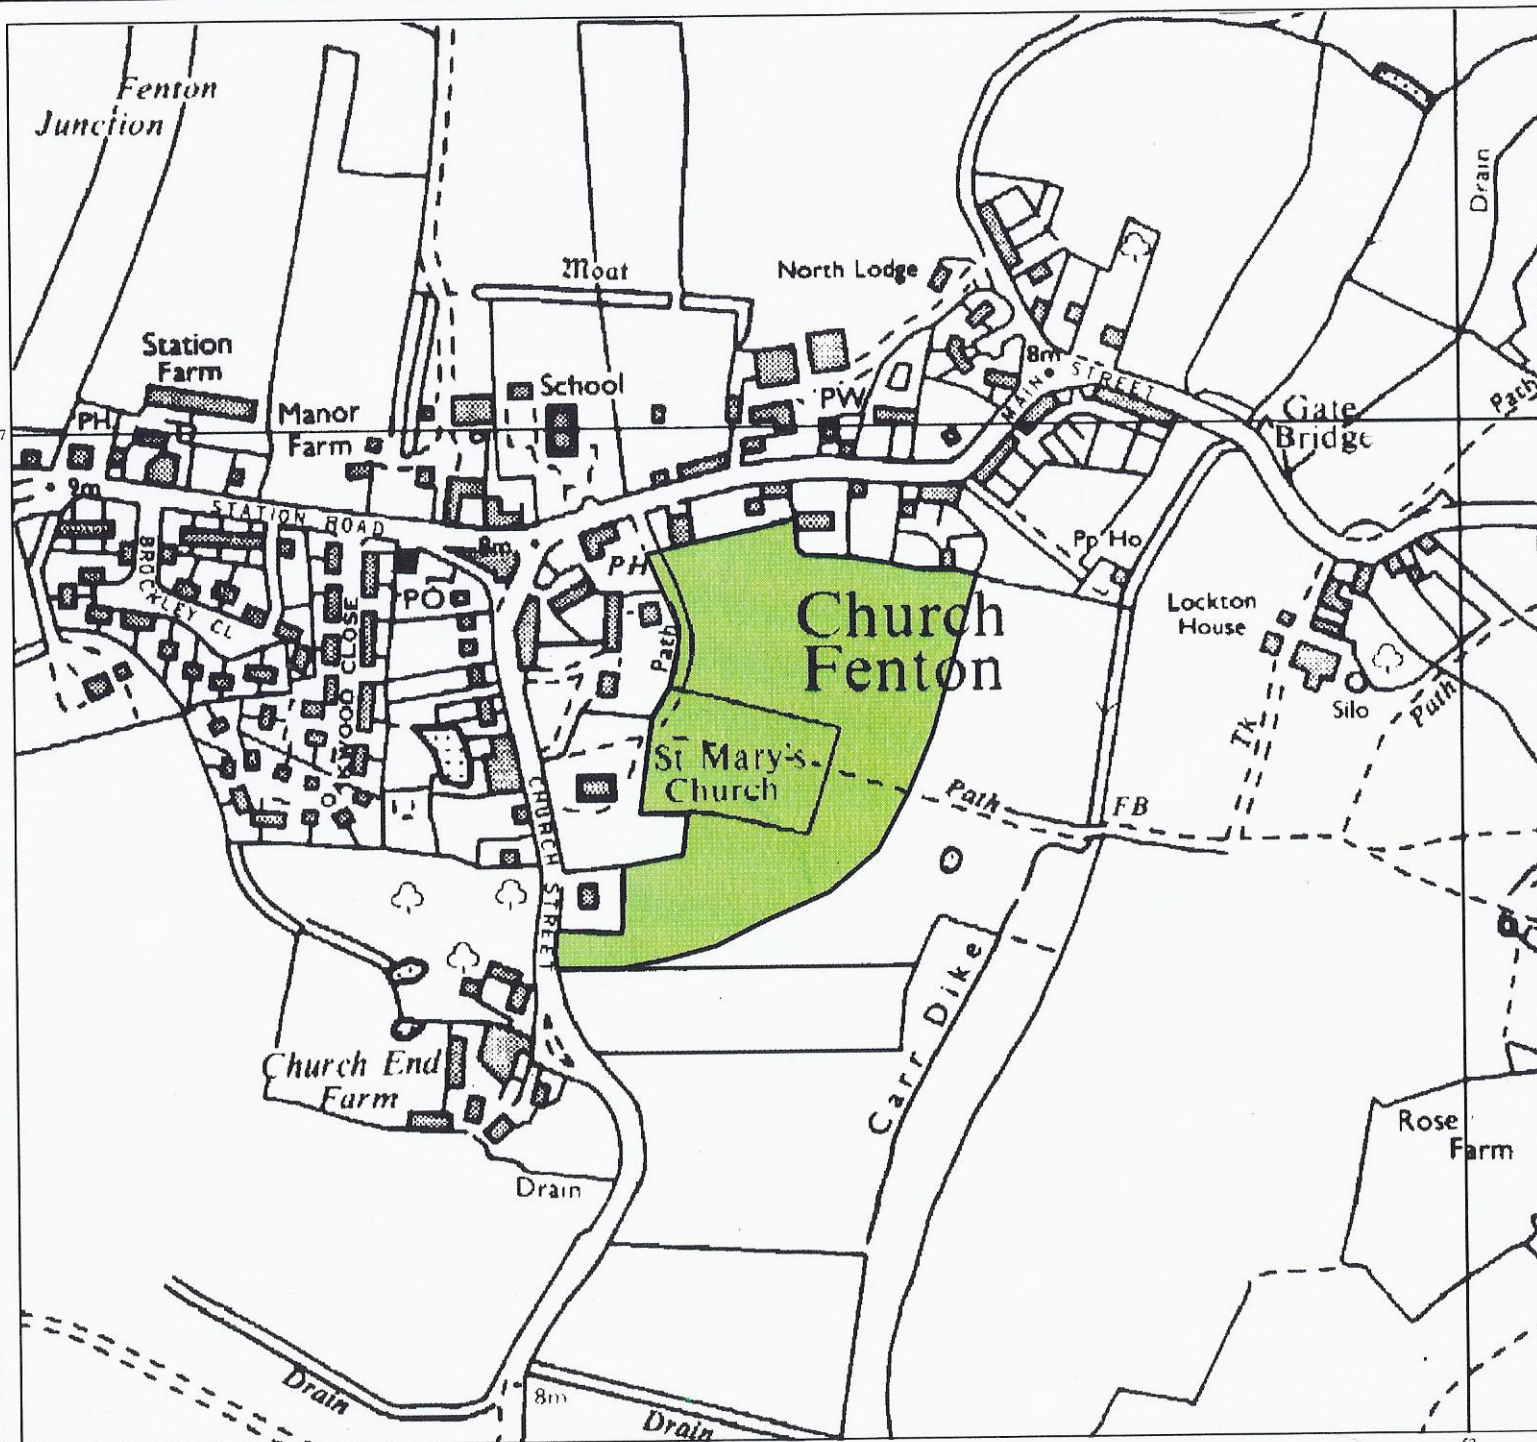 Fenton
Junction
Drain
Moat
North Lodge
Station
Farm
School
8m
MAIN STREET
PH
Manor
Farm
PW
Gate
Bridge
Path
7
9m
STATION ROAD
8m
PH
Pp Ho
BROCKLEY CL
PO
Church
Fenton
Lockton
House
OAKWOOD CLOSE
Path
Silo
Path
Tk
St Mary's
Church
Path
FB
CHURCH STREET
Carr Dike
Church End
Farm
Rose
Farm
Drain
Drain
8m
Drain